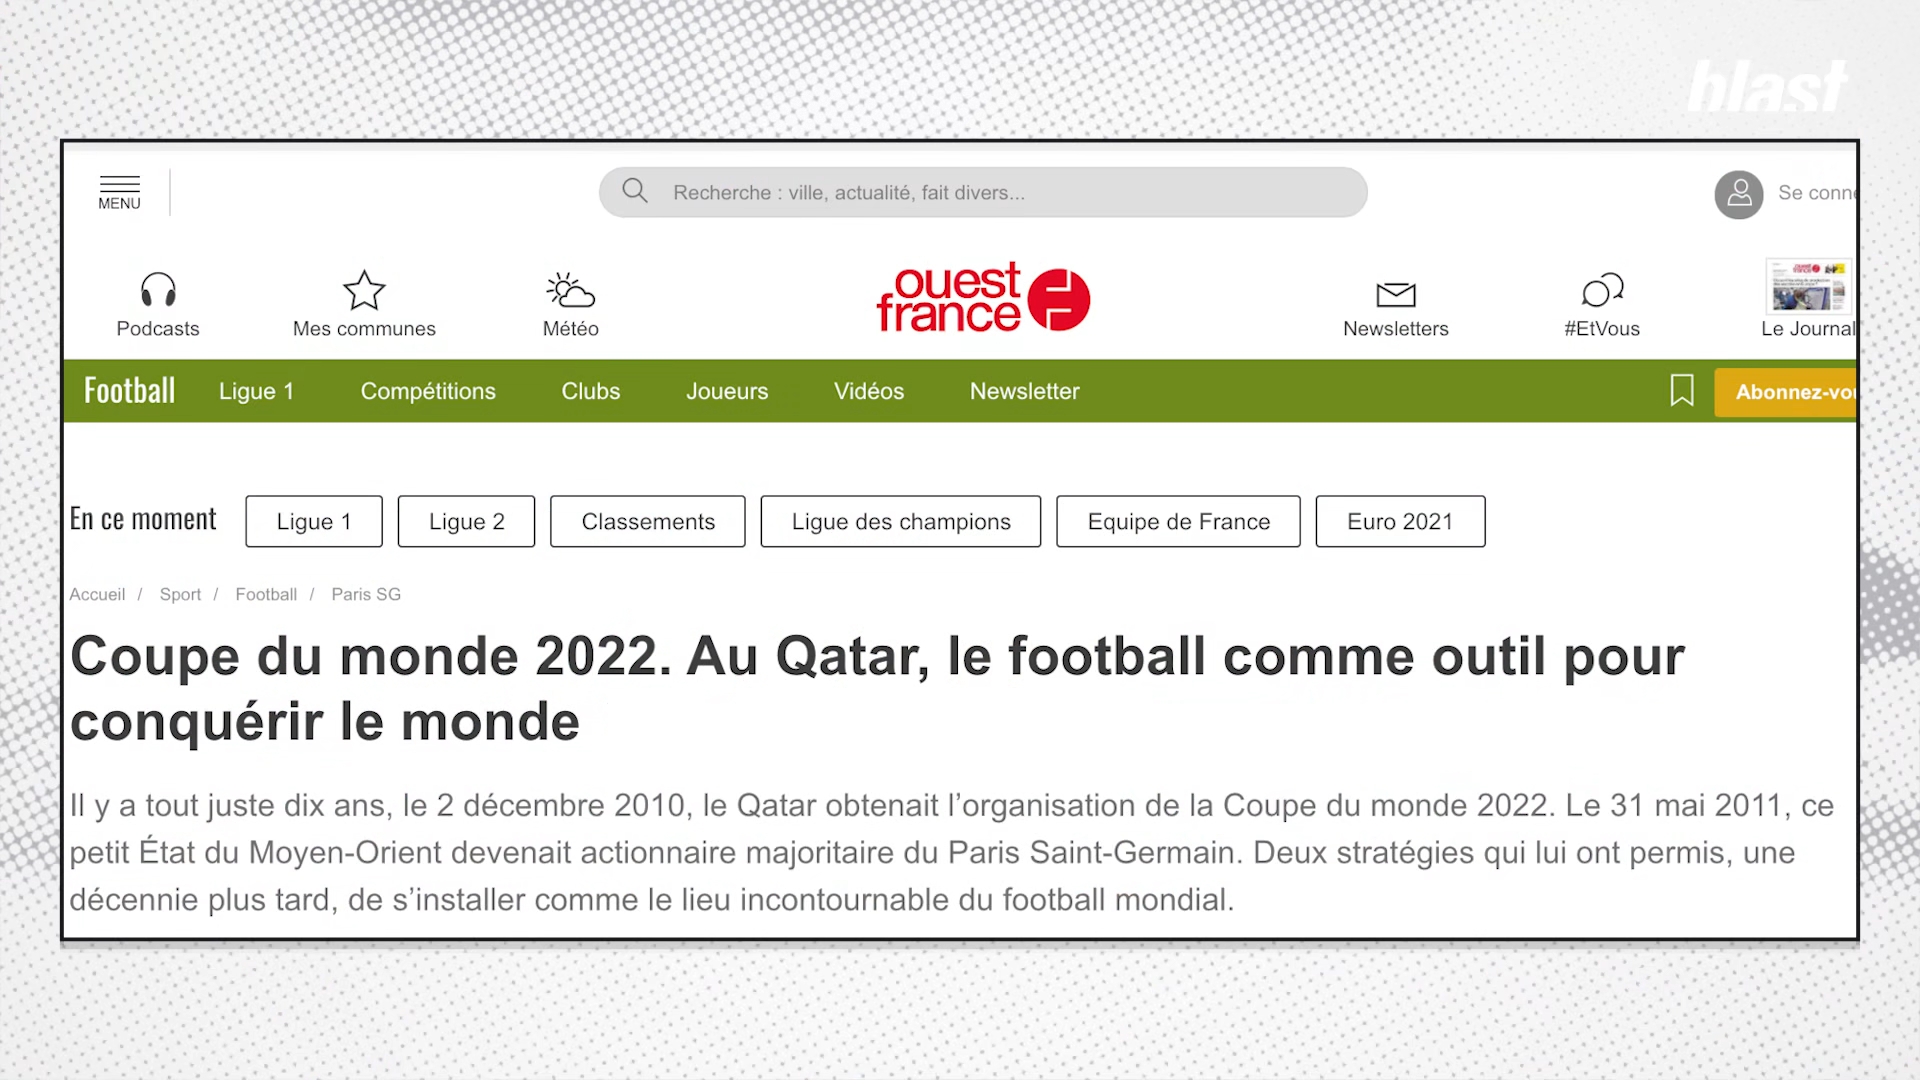 blast
MENU
Recherche : ville, actualité, fait divers...
Se conne
Podcasts
Mes communes
Météo
ouest
france
Newsletters
#EtVous
Le Journal
Football
Ligue 1
Compétitions
Clubs
Joueurs
Vidéos
Newsletter
Abonnez-vou
En ce moment
Ligue 1
Ligue 2
Classements
Ligue des champions
Equipe de France
Euro 2021
Accueil / Sport / Football / Paris SG
Coupe du monde 2022. Au Qatar, le football comme outil pour
conquérir le monde
Il y a tout juste dix ans, le 2 décembre 2010, le Qatar obtenait l’organisation de la Coupe du monde 2022. Le 31 mai 2011, ce
petit État du Moyen-Orient devenait actionnaire majoritaire du Paris Saint-Germain. Deux stratégies qui lui ont permis, une
décennie plus tard, de s’installer comme le lieu incontournable du football mondial.